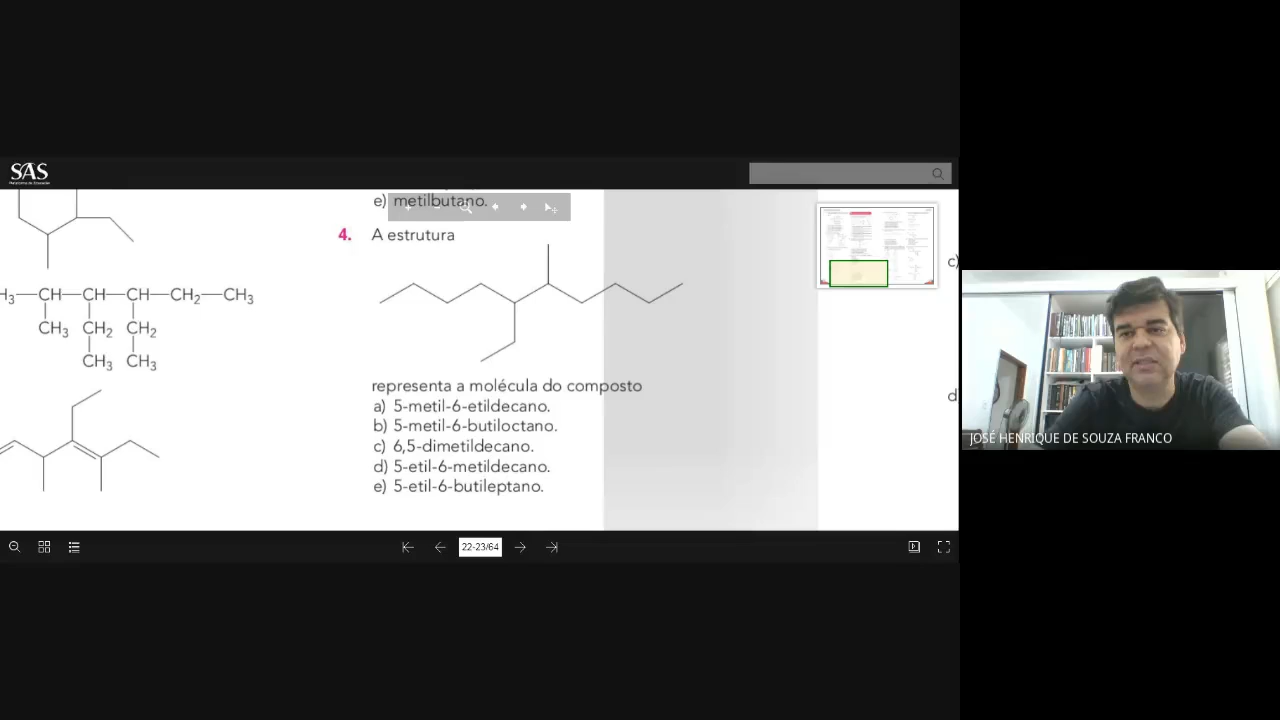 SAS
e) metilbutano.
4. A estrutura
CH—CH—CH—CH2—CH3
CH3 CH2 CH2
CH3 CH3
representa a molécula do composto
a) 5-metil-6-etildecano.
b) 5-metil-6-butiloctano.
c) 6,5-dimetildecano.
d) 5-etil-6-metildecano.
e) 5-etil-6-butileptano.
c)
d
JOSÉ HENRIQUE DE SOUZA FRANCO
22-23/64